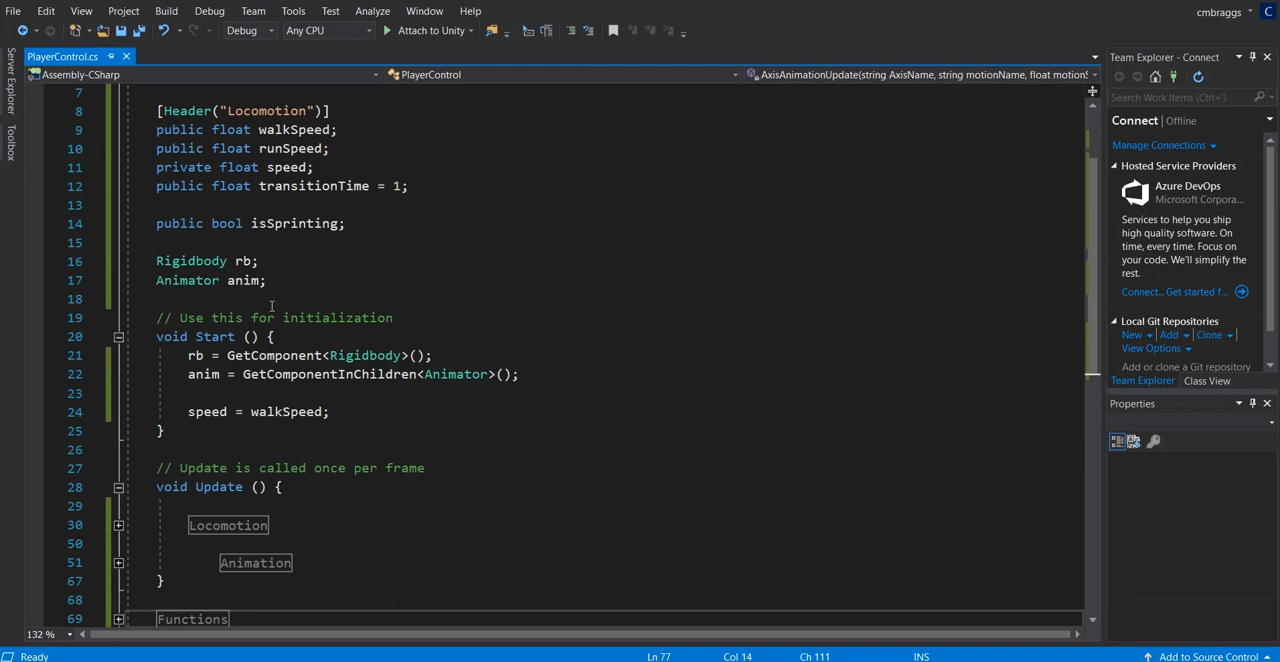 File Edit View Project Build Debug Team Tools Test Analyze Window Help cmbraggs C
Debug Any CPU Attach to Unity
Server Explorer
Toolbox
PlayerControl.cs
Assembly-CSharp PlayerControl AxisAnimationUpdate(string AxisName, string motionName, float motionS
7
8 [Header("Locomotion")]
9 public float walkSpeed;
10 public float runSpeed;
11 private float speed;
12 public float transitionTime = 1;
13
14 public bool isSprinting;
15
16 Rigidbody rb;
17 Animator anim;
18
19 // Use this for initialization
20 void Start () {
21 rb = GetComponent<Rigidbody>();
22 anim = GetComponentInChildren<Animator>();
23
24 speed = walkSpeed;
25 }
26
27 // Update is called once per frame
28 void Update () {
29
30 Locomotion
50
51 Animation
67 }
68
69 Functions
132 %
Team Explorer - Connect
Search Work Items (Ctrl+')
Connect | Offline
Manage Connections
Hosted Service Providers
Azure DevOps
Microsoft Corpora...
Services to help you ship
high quality software. On
time, every time. Focus on
your code. We'll simplify the
rest.
Connect... Get started f...
Local Git Repositories
New Add Clone
View Options
Add or clone a Git repository
Team Explorer Class View
Properties
Ready Ln 77 Col 14 Ch 111 INS Add to Source Control